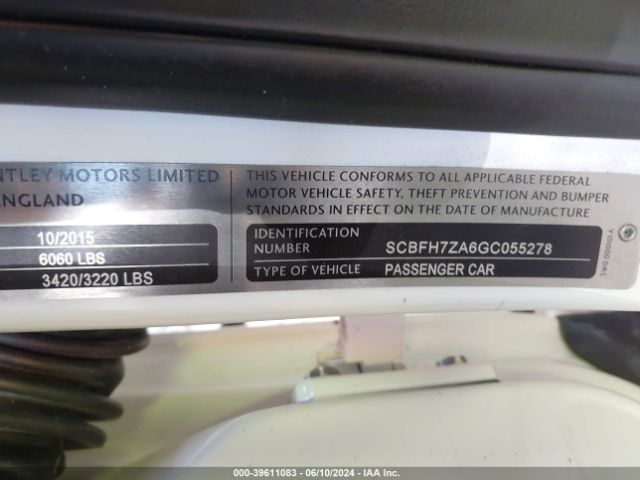 NTLEY MOTORS LIMITED
ENGLAND
10/2015
6060 LBS
3420/3220 LBS
THIS VEHICLE CONFORMS TO ALL APPLICABLE FEDERAL
MOTOR VEHICLE SAFETY, THEFT PREVENTION AND BUMPER
STANDARDS IN EFFECT ON THE DATE OF MANUFACTURE
IDENTIFICATION
NUMBER
SCBFH7ZA6GC055278
TYPE OF VEHICLE
PASSENGER CAR
000-39611083 - 06/10/2024 - IAA Inc.